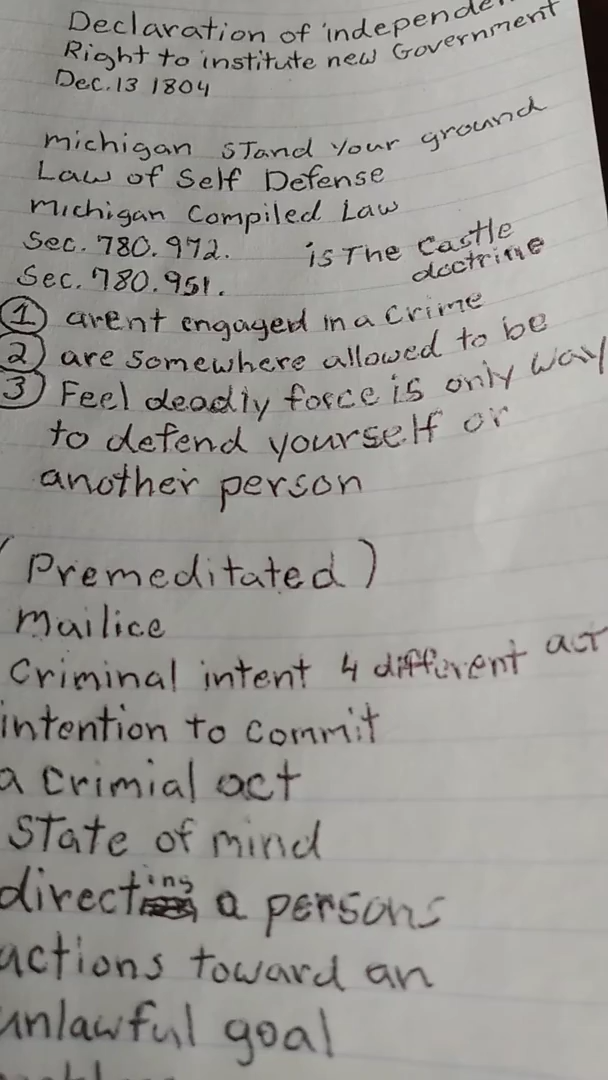 Declaration of independe
Right to institute new Government
Dec. 13 1804
michigan STand Your ground
Law of Self Defense
Michigan Compiled Law
Sec. 780.972. is The Castle
Sec. 780.951. doctrine
1 arent engaged in a crime
2 are somewhere allowed to be
3 Feel deadly force is only way
to defend yourself or
another person
(Premeditated)
Mailice
Criminal intent 4 different act
intention to commit
a crimial act
State of mind
directing a persons
actions toward an
unlawful goal